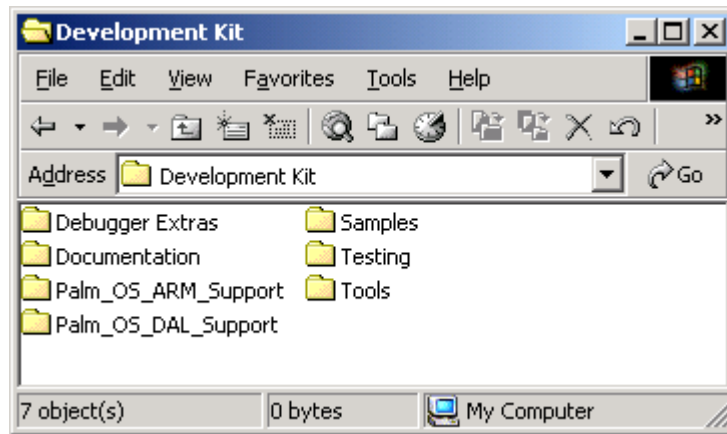 Development Kit
File Edit View Favorites Tools Help
»
Address Development Kit Go
Debugger Extras Samples
Documentation Testing
Palm_OS_ARM_Support Tools
Palm_OS_DAL_Support
7 object(s) 0 bytes My Computer